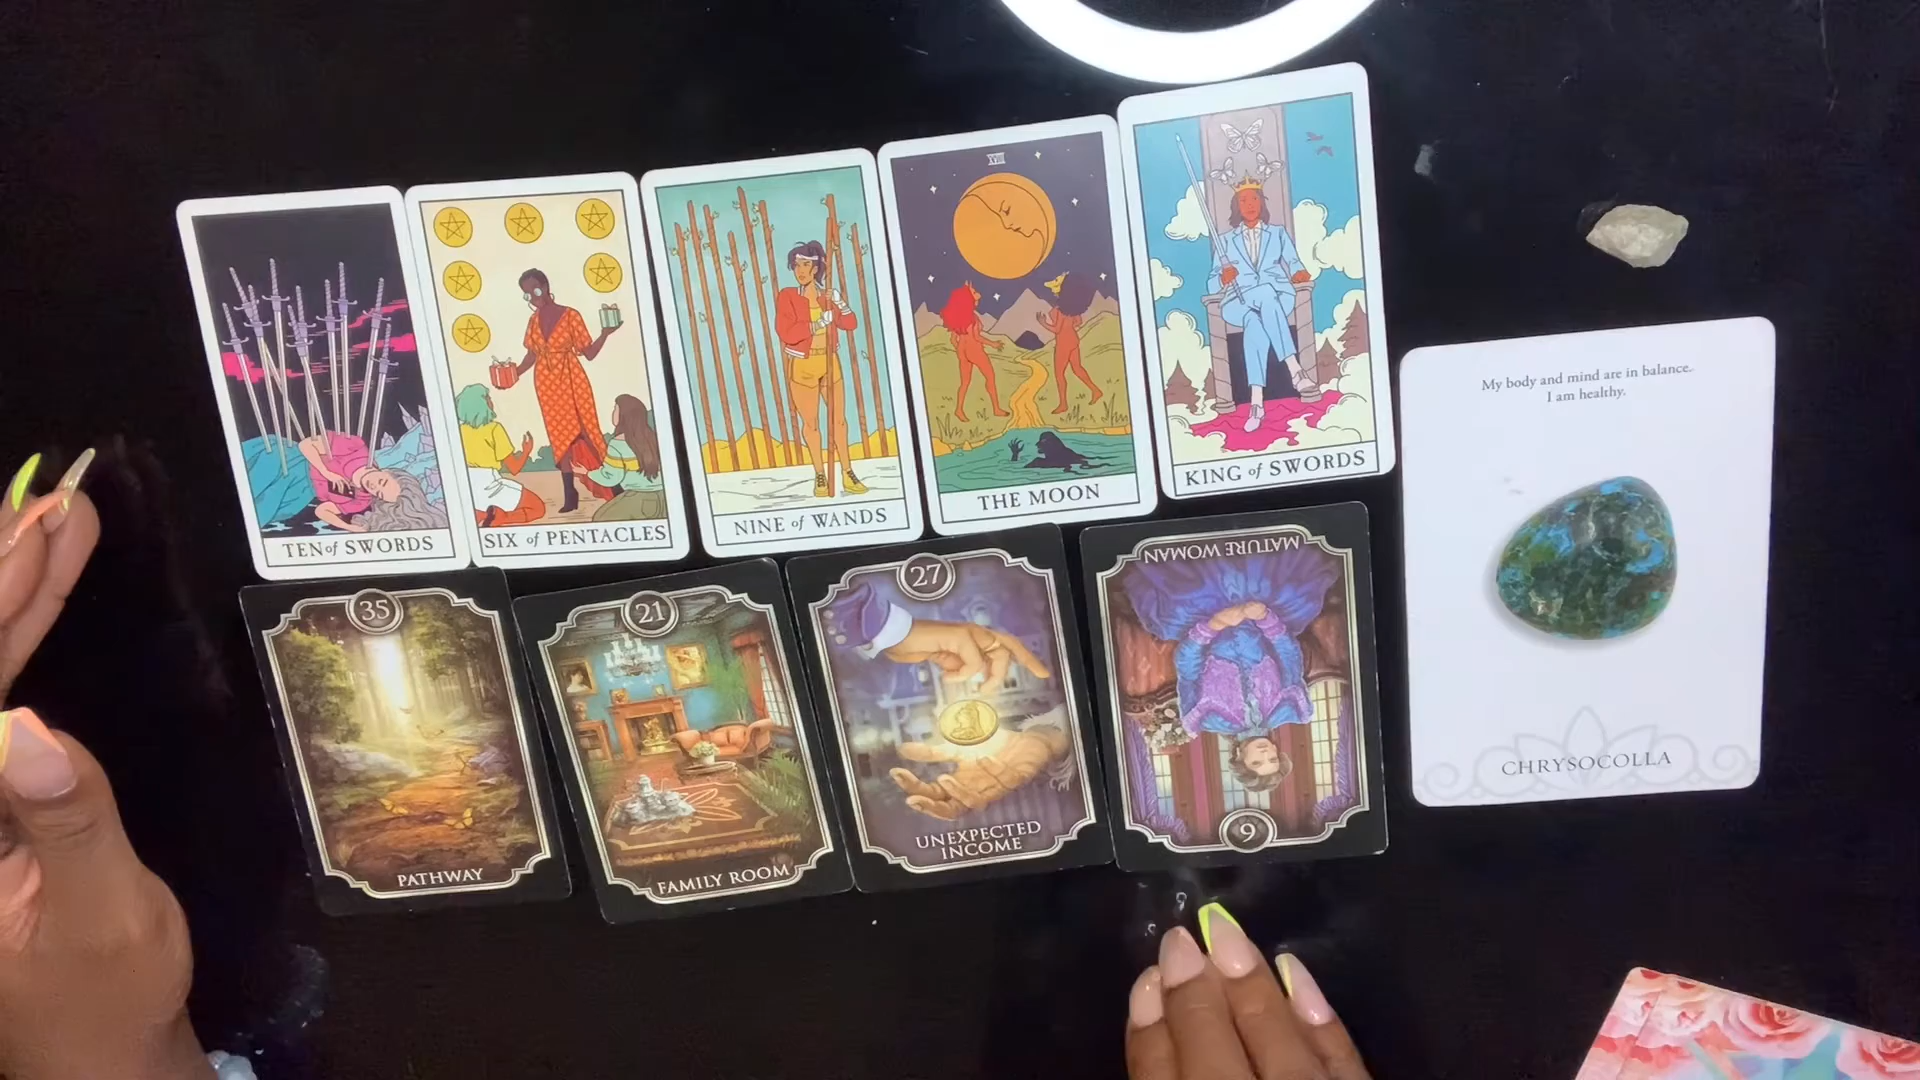 XVIII
TEN of SWORDS
SIX of PENTACLES
NINE of WANDS
THE MOON
KING of SWORDS
My body and mind are in balance.
I am healthy.
CHRYSOCOLLA
35
PATHWAY
21
FAMILY ROOM
27
UNEXPECTED
INCOME
MATURE WOMAN
9